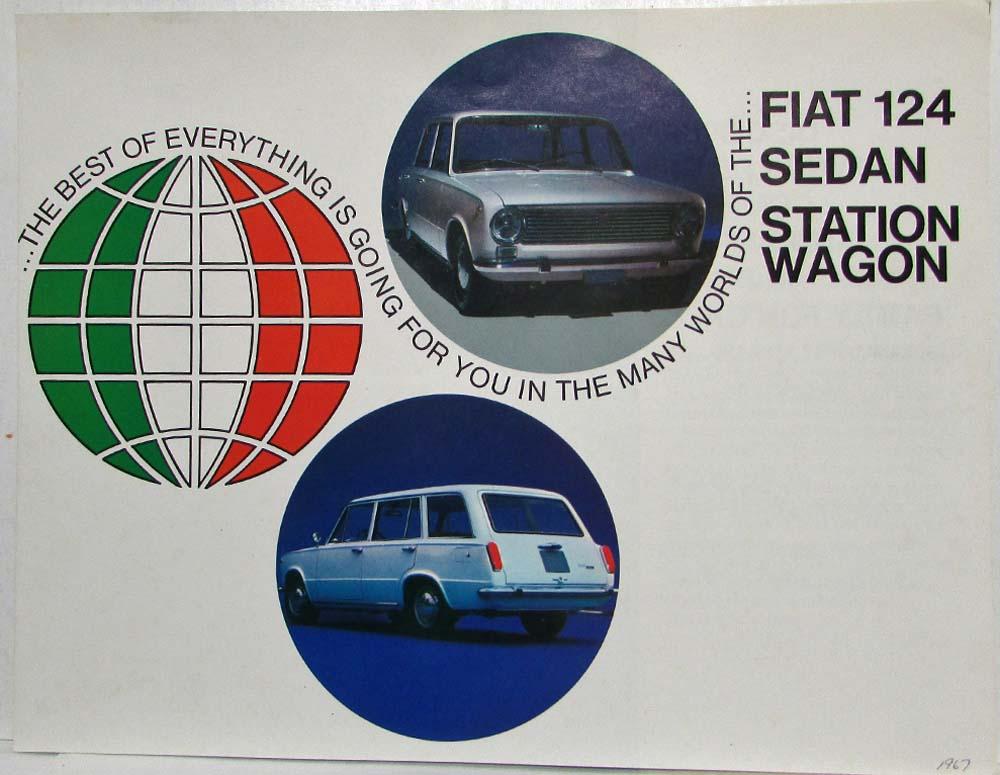 ...THE BEST OF EVERYTHING IS GOING FOR YOU IN THE MANY WORLDS OF THE...
FIAT 124
SEDAN
STATION
WAGON
1967